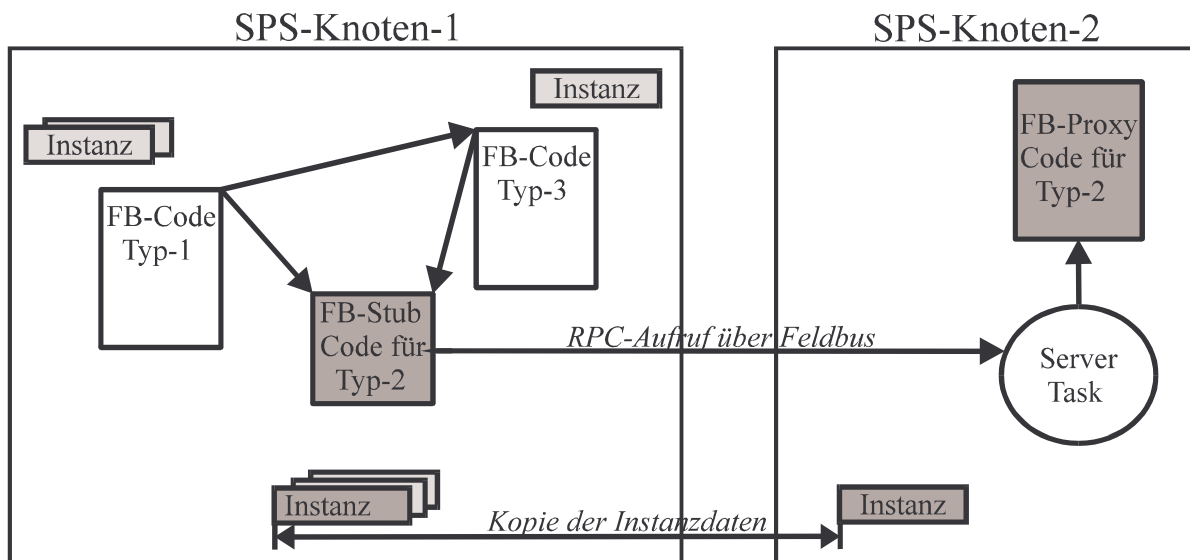 SPS-Knoten-1
SPS-Knoten-2
Instanz
Instanz
FB-Code
Typ-1
FB-Code
Typ-3
FB-Stub
Code für
Typ-2
RPC-Aufruf über Feldbus
FB-Proxy
Code für
Typ-2
Server
Task
Instanz
Kopie der Instanzdaten
Instanz